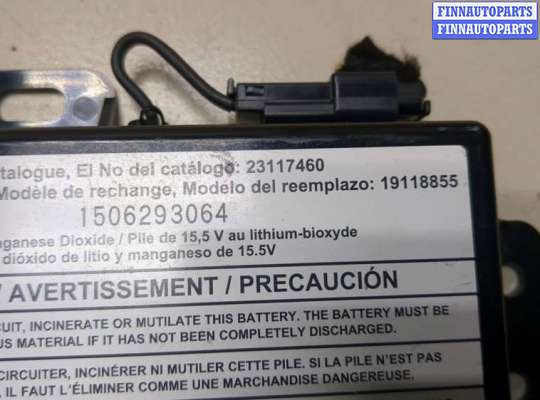 FINNAUTOPARTS
FINNAUTOPARTS
talogue, El No del catálogo: 23117460
Modèle de rechange, Modelo del reemplazo: 19118855
1506293064
nganese Dioxide / Pile de 15,5 V au lithium-bioxyde
dióxido de litio y manganeso de 15.5V
/ AVERTISSEMENT / PRECAUCIÓN
CUIT, INCINERATE OR MUTILATE THIS BATTERY. THE BATTERY MUST BE
US MATERIAL IF IT HAS NOT BEEN COMPLETELY DISCHARGED.
CIRCUITER, INCINÉRER NI MUTILER CETTE PILE. SI LA PILE N'EST PAS
, IL FAUT L'ÉLIMINER COMME UNE MARCHANDISE DANGEREUSE.